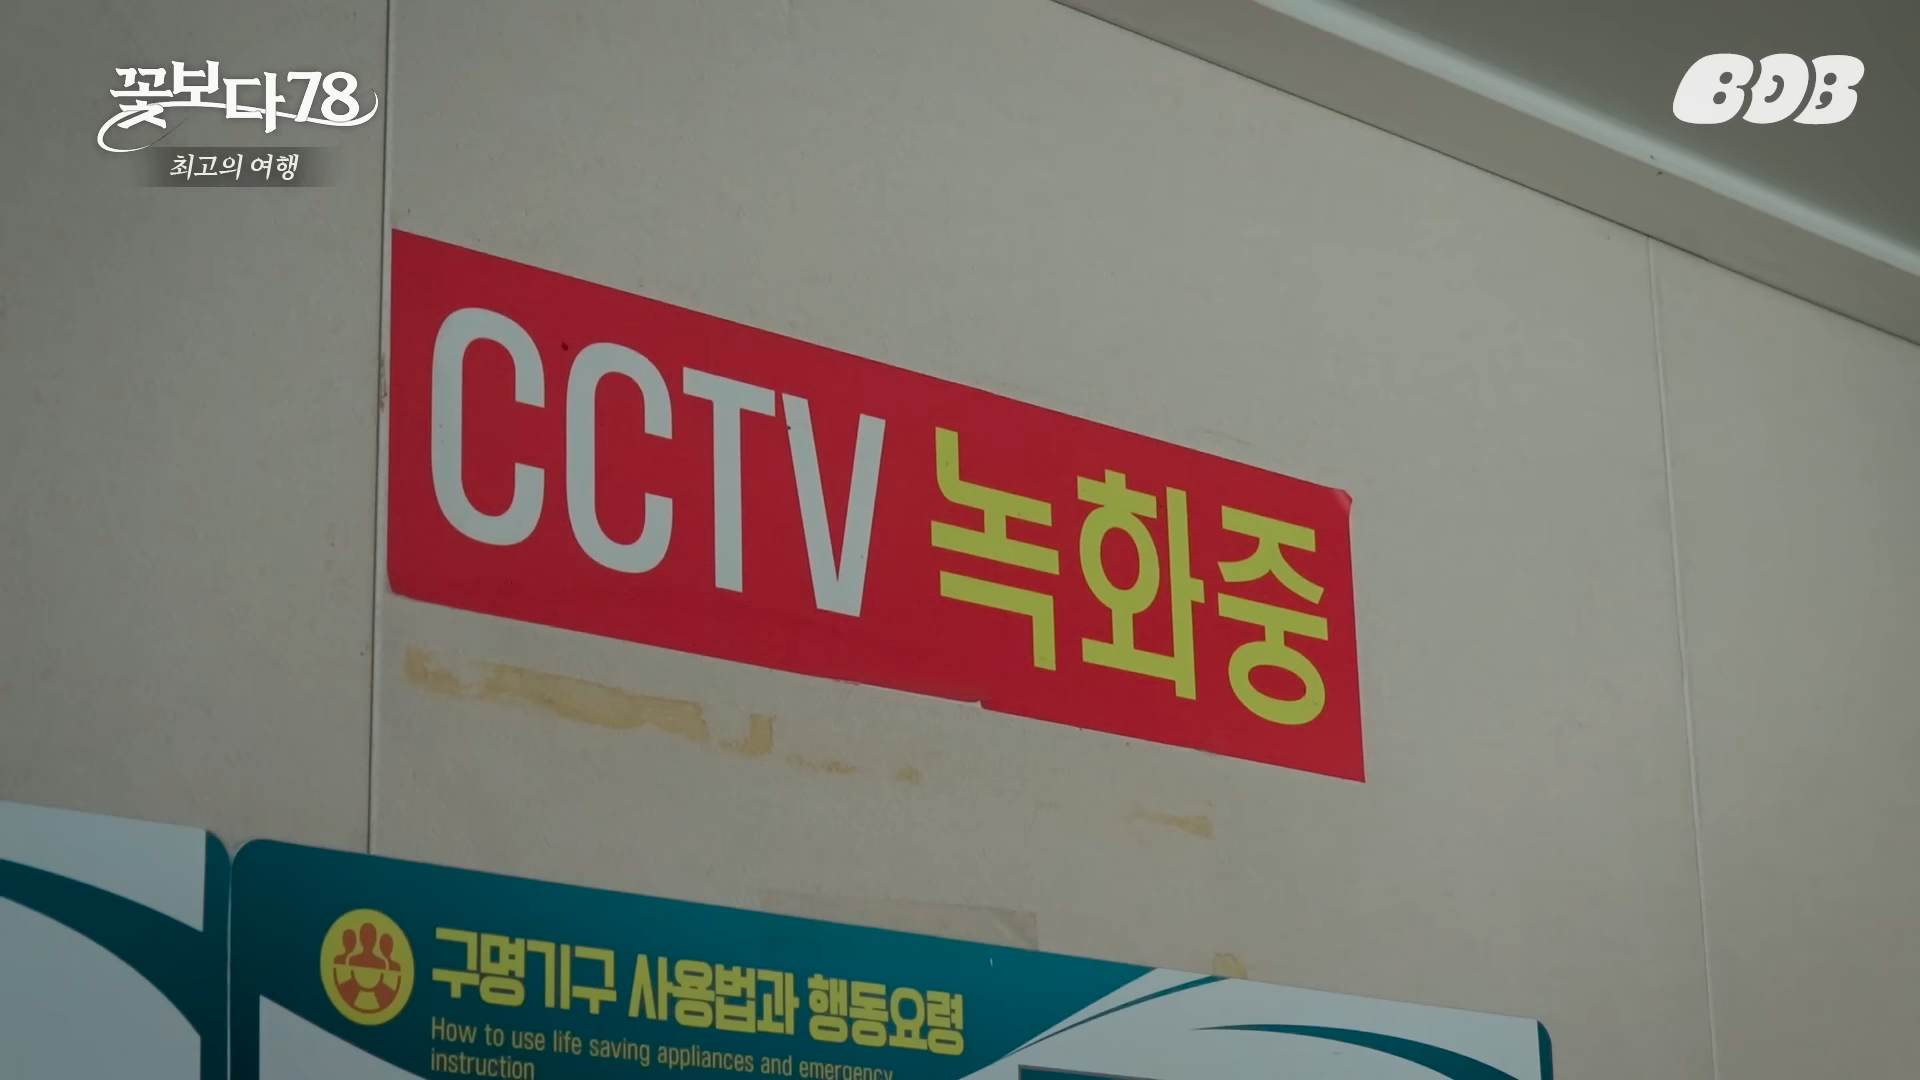 꽃보다78
최고의 여행
BDB
CCTV 녹화중
구명기구 사용법과 행동요령
How to use life saving appliances and emergency
instruction